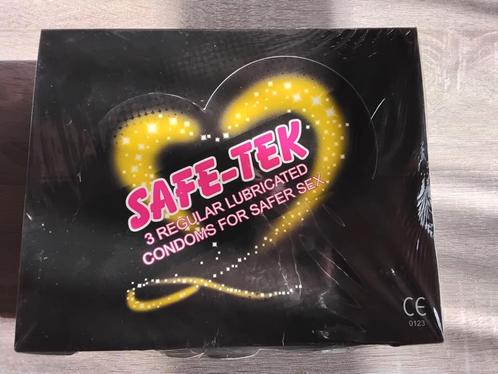 SAFE-TEK
3 REGULAR LUBRICATED
CONDOMS FOR SAFER SEX
CE
0123